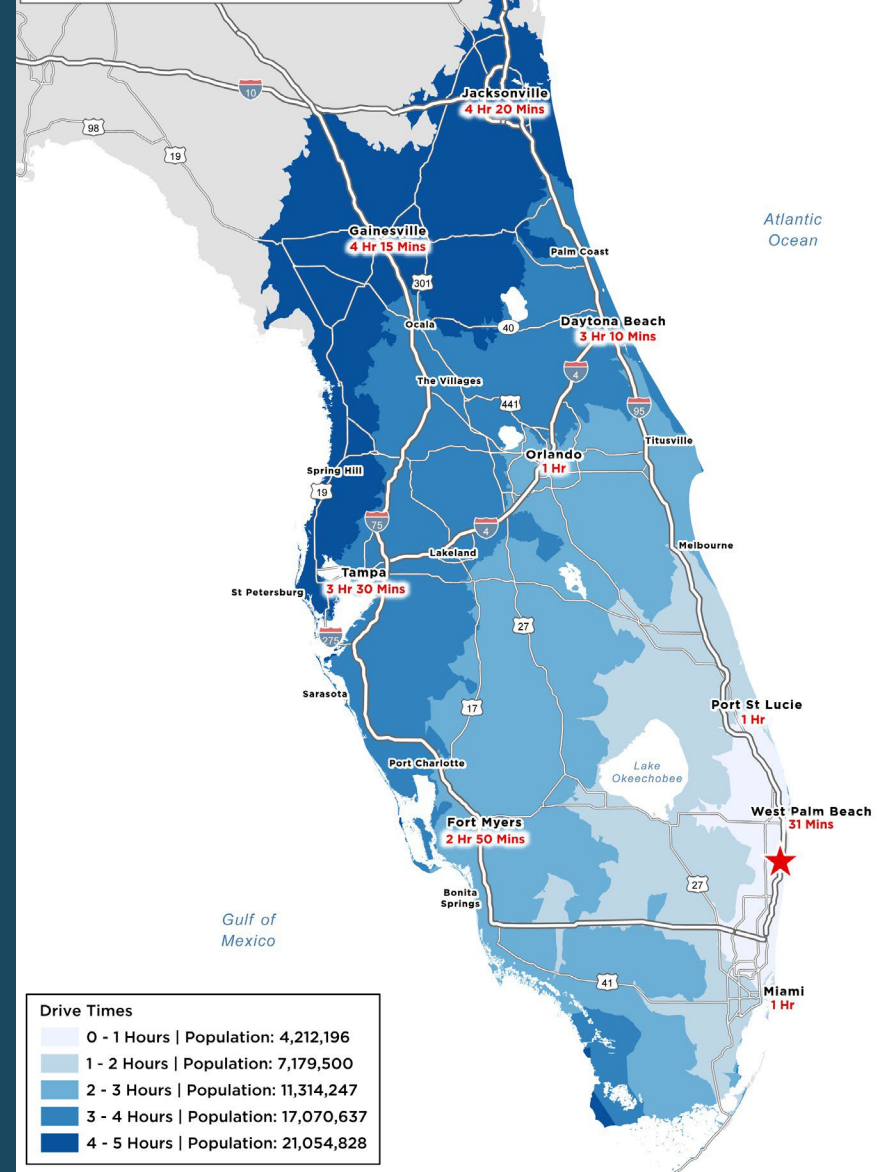 10
Jacksonville
4 Hr 20 Mins
98
19
Atlantic
Ocean
Gainesville
4 Hr 15 Mins
Palm Coast
301
Ocala
40
Daytona Beach
3 Hr 10 Mins
4
The Villages
441
95
Titusville
Orlando
1 Hr
Spring Hill
19
75
4
Melbourne
Lakeland
Tampa
3 Hr 30 Mins
St Petersburg
27
275
Sarasota
17
Port St Lucie
1 Hr
Port Charlotte
Lake
Okeechobee
West Palm Beach
31 Mins
Fort Myers
2 Hr 50 Mins
27
Bonita
Springs
Gulf of
Mexico
41
Miami
1 Hr
Drive Times
0 - 1 Hours | Population: 4,212,196
1 - 2 Hours | Population: 7,179,500
2 - 3 Hours | Population: 11,314,247
3 - 4 Hours | Population: 17,070,637
4 - 5 Hours | Population: 21,054,828